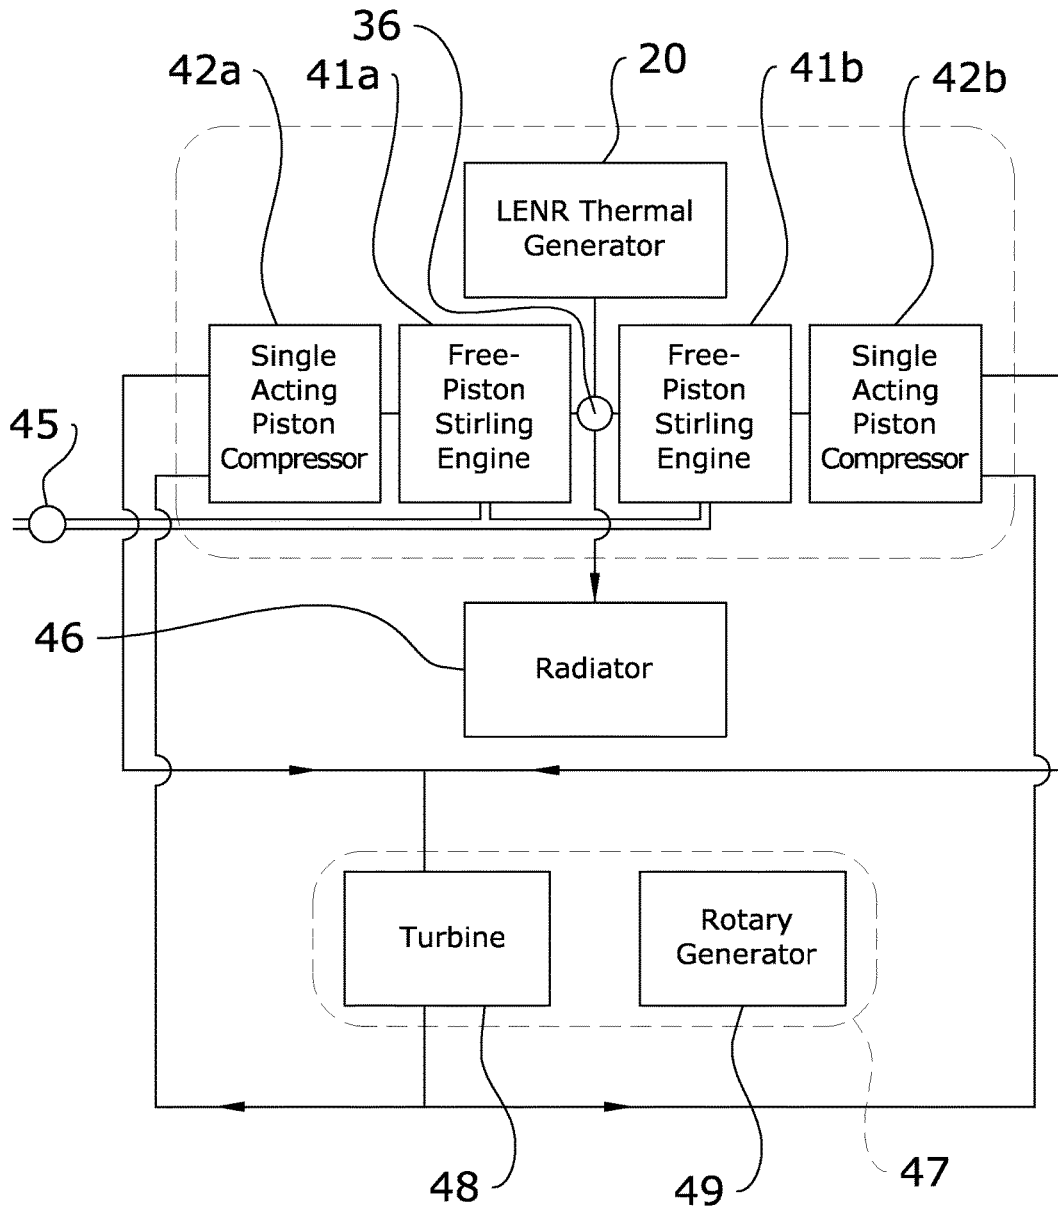 36
42a
41a
20
41b
42b
LENR Thermal
Generator
Single
Acting
Piston
Compressor
Free-
Piston
Stirling
Engine
Free-
Piston
Stirling
Engine
Single
Acting
Piston
Compressor
45
46
Radiator
Turbine
Rotary
Generator
47
48
49